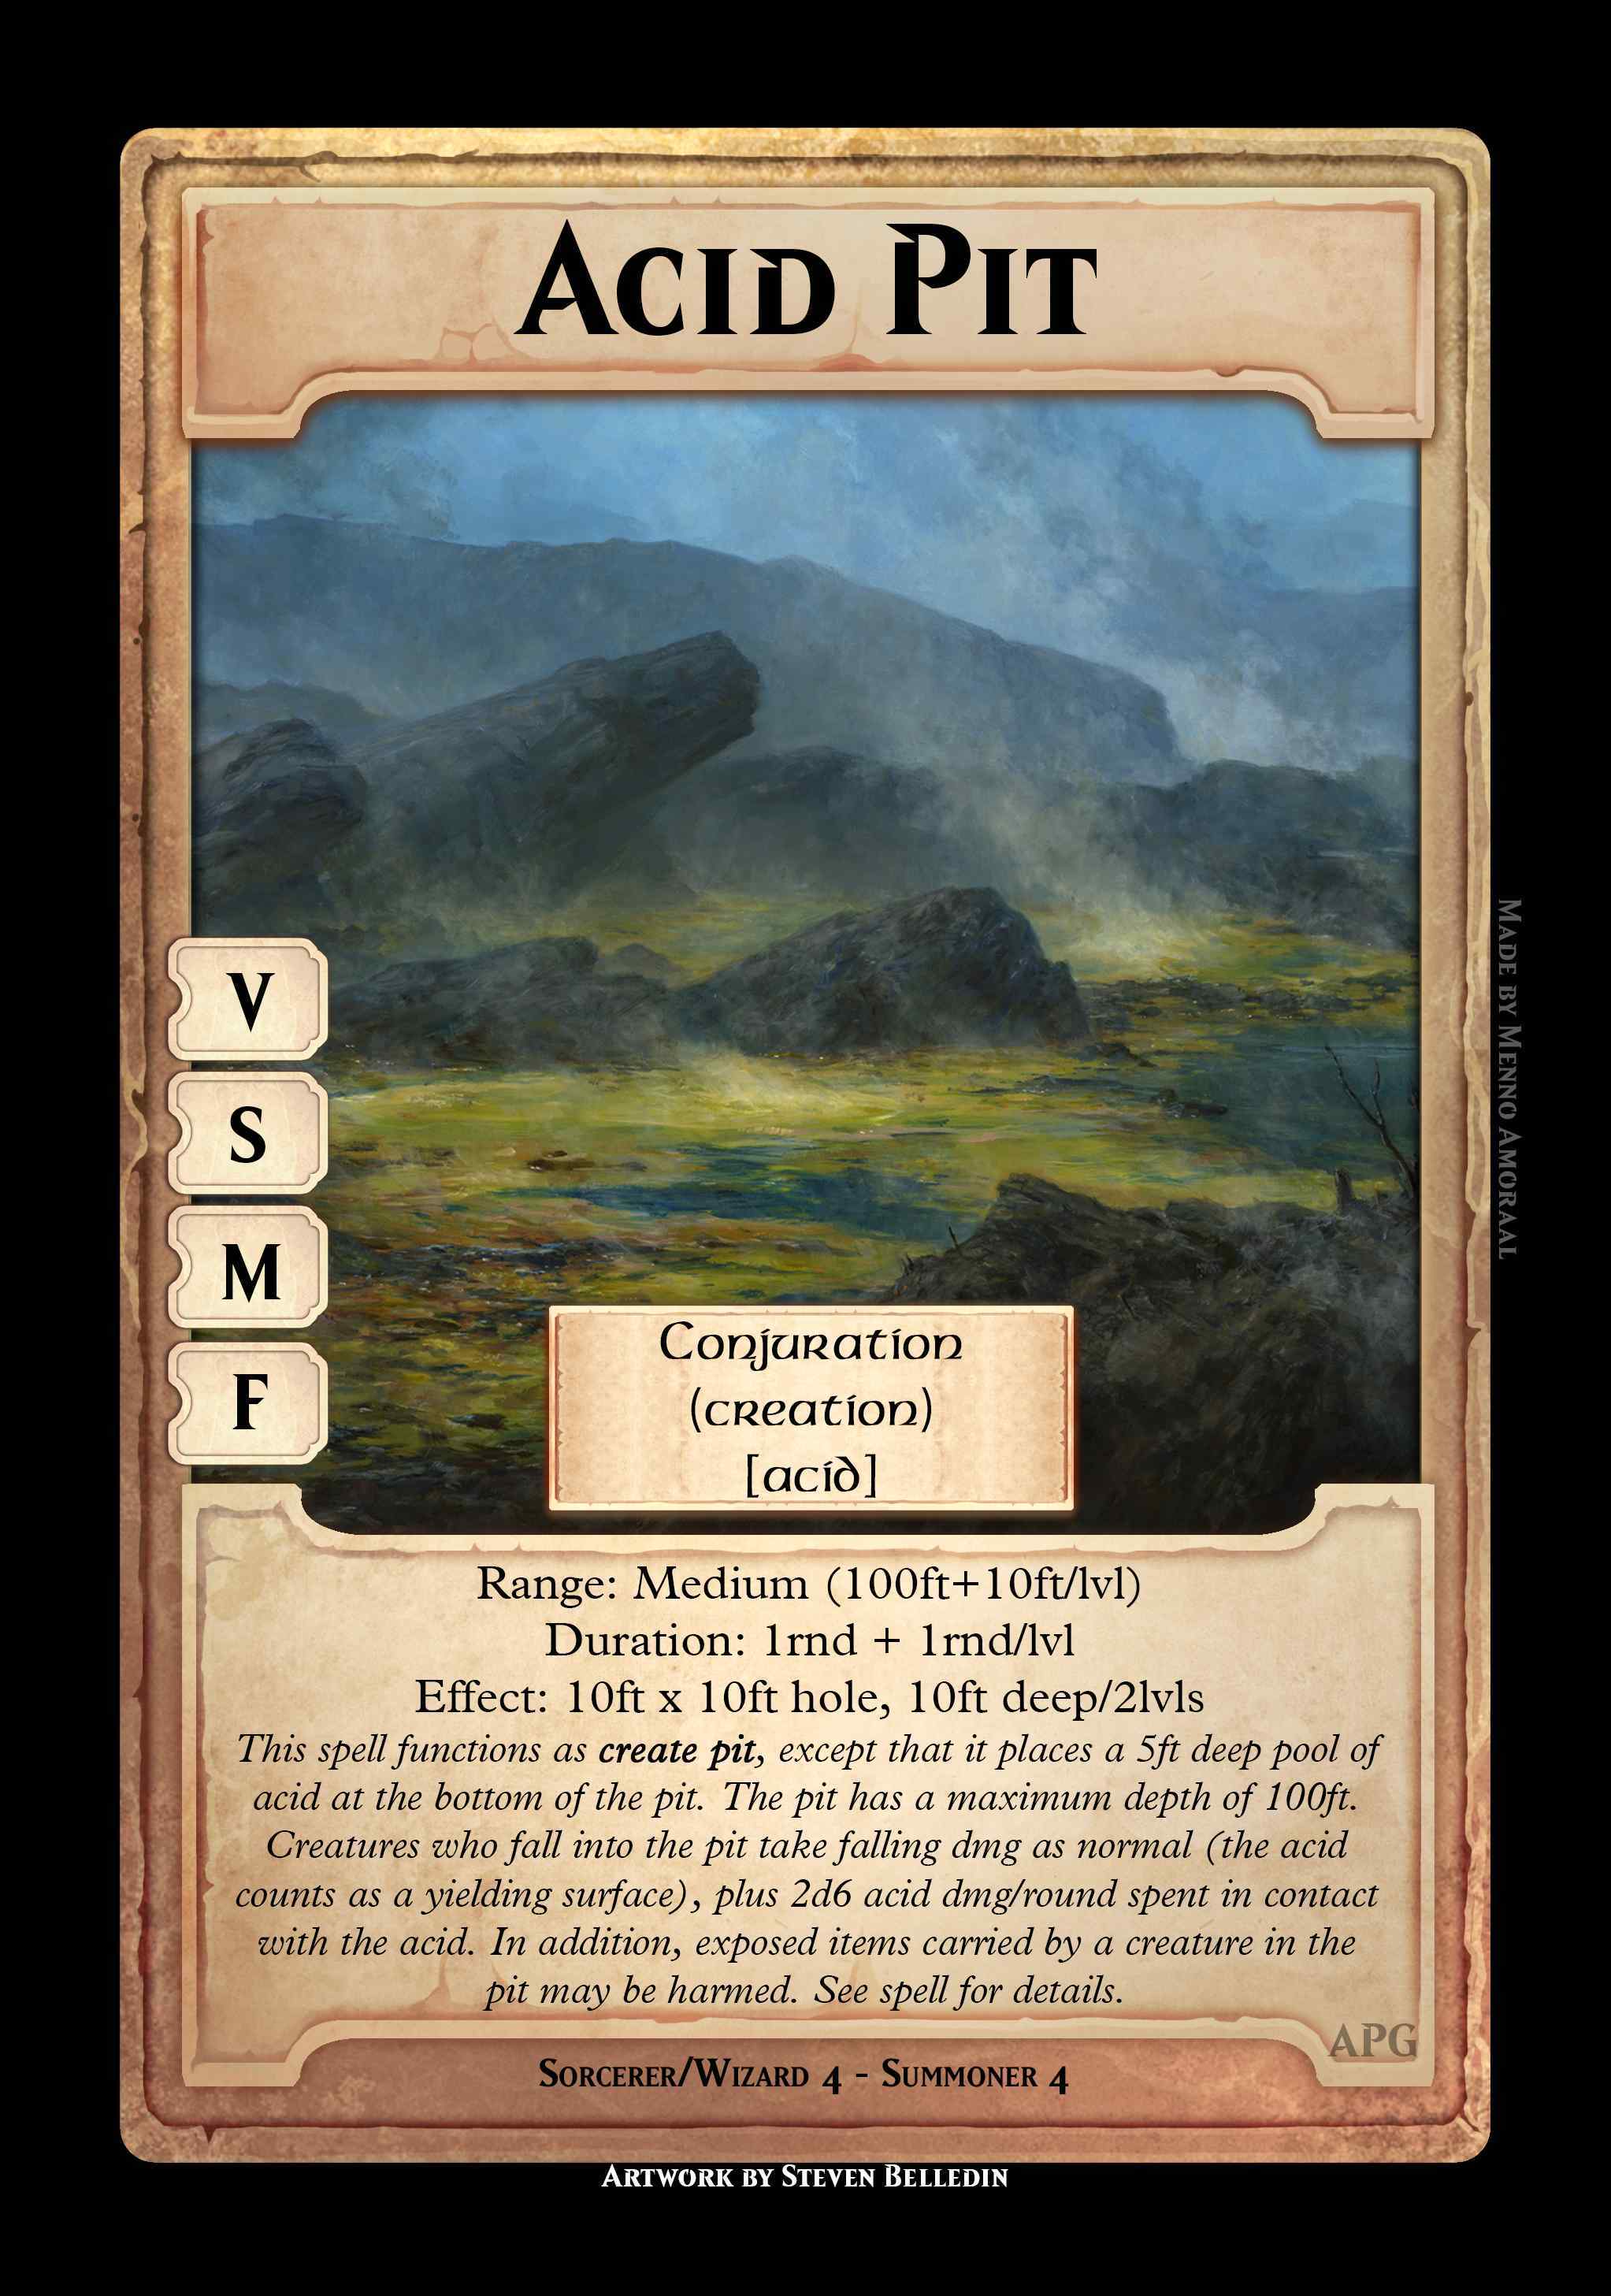 Acid Pit
V
S
M
F
Conjuration
(creation)
[acid]
Range: Medium (100ft+10ft/lvl)
Duration: 1rnd + 1rnd/lvl
Effect: 10ft x 10ft hole, 10ft deep/2lvls
This spell functions as create pit, except that it places a 5ft deep pool of
acid at the bottom of the pit. The pit has a maximum depth of 100ft.
Creatures who fall into the pit take falling dmg as normal (the acid
counts as a yielding surface), plus 2d6 acid dmg/round spent in contact
with the acid. In addition, exposed items carried by a creature in the
pit may be harmed. See spell for details.
APG
Sorcerer/Wizard 4 - Summoner 4
Artwork by Steven Belledin
Made by Menno Amoraal